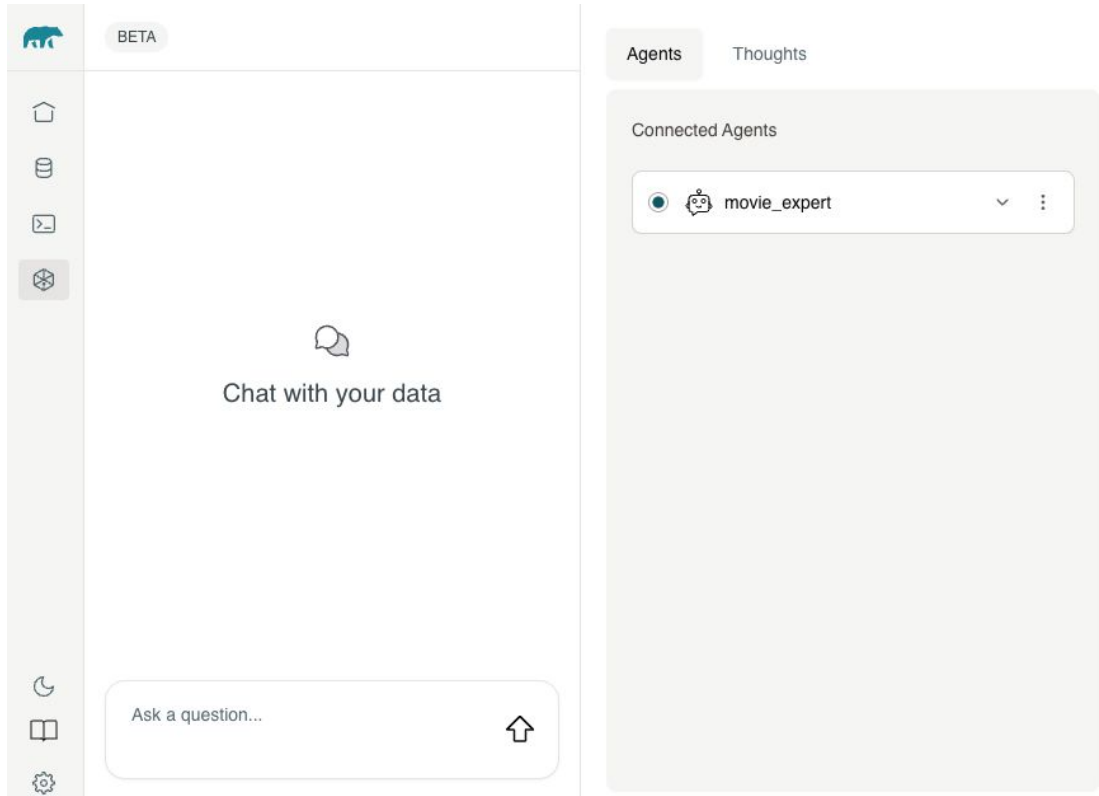 BETA
Chat with your data
Ask a question...
Agents
Thoughts
Connected Agents
movie_expert